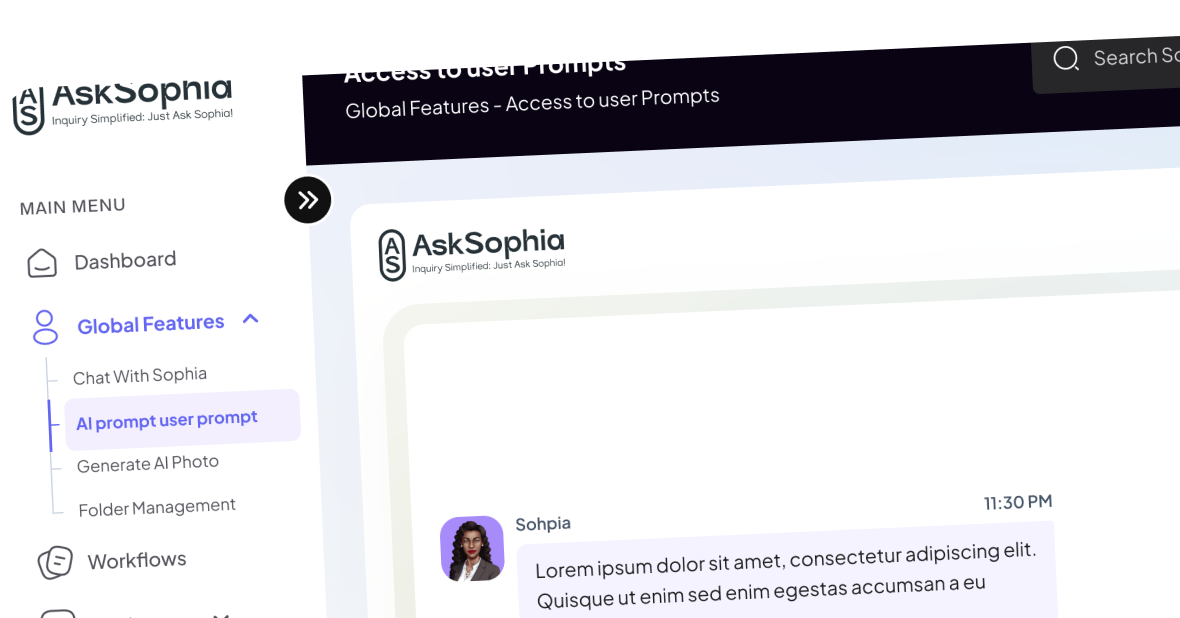 AS AskSophia
Inquiry Simplified: Just Ask Sophia!
MAIN MENU
Dashboard
Global Features
Chat With Sophia
AI prompt user prompt
Generate AI Photo
Folder Management
Workflows
Access to user Prompts
Global Features - Access to user Prompts
Search
AS AskSophia
Inquiry Simplified: Just Ask Sophia!
Sohpia
11:30 PM
Lorem ipsum dolor sit amet, consectetur adipiscing elit.
Quisque ut enim sed enim egestas accumsan a eu